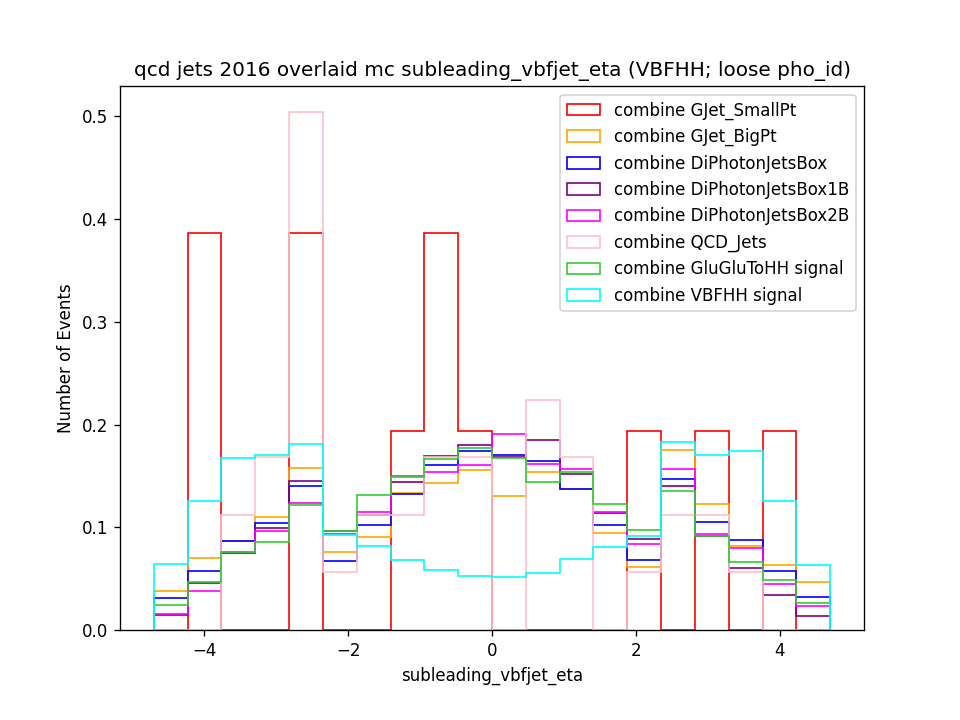 qcd jets 2016 overlaid mc subleading_vbfjet_eta (VBFHH; loose pho_id)
combine GJet_SmallPt
combine GJet_BigPt
combine DiPhotonJetsBox
combine DiPhotonJetsBox1B
combine DiPhotonJetsBox2B
combine QCD_Jets
combine GluGluToHH signal
combine VBFHH signal
Number of Events
0.5
0.4
0.3
0.2
0.1
0.0
−4 −2 0 2 4
subleading_vbfjet_eta